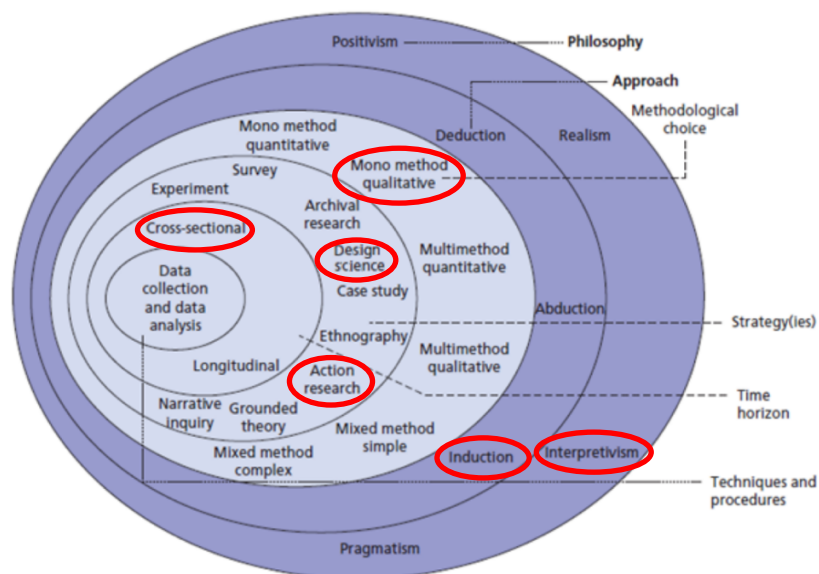 Positivism
Philosophy
Approach
Methodological
choice
Mono method
quantitative
Deduction
Realism
Survey
Mono method
qualitative
Experiment
Archival
research
Cross-sectional
Design
science
Multimethod
quantitative
Data
collection
and data
analysis
Case study
Abduction
Ethnography
Strategy(ies)
Multimethod
qualitative
Longitudinal
Action
research
Time
horizon
Narrative
inquiry
Grounded
theory
Mixed method
simple
Mixed method
complex
Induction
Interpretivism
Techniques and
procedures
Pragmatism